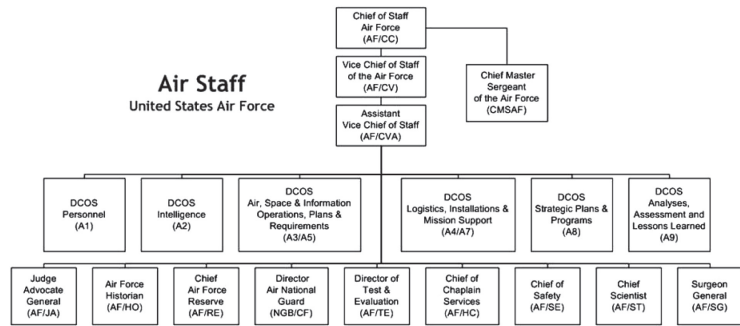 Chief of Staff
Air Force
(AF/CC)
Vice Chief of Staff
of the Air Force
(AF/CV)
Air Staff
United States Air Force
Chief Master
Sergeant
of the Air Force
(CMSAF)
Assistant
Vice Chief of Staff
(AF/CVA)
DCOS
Personnel
(A1)
DCOS
Intelligence
(A2)
DCOS
Air, Space & Information
Operations, Plans &
Requirements
(A3/A5)
DCOS
Logistics, Installations &
Mission Support
(A4/A7)
DCOS
Strategic Plans &
Programs
(A8)
DCOS
Analyses,
Assessment and
Lessons Learned
(A9)
Judge
Advocate
General
(AF/JA)
Air Force
Historian
(AF/HO)
Chief
Air Force
Reserve
(AF/RE)
Director
Air National
Guard
(NGB/CF)
Director of
Test &
Evaluation
(AF/TE)
Chief of
Chaplain
Services
(AF/HC)
Chief of
Safety
(AF/SE)
Chief
Scientist
(AF/ST)
Surgeon
General
(AF/SG)